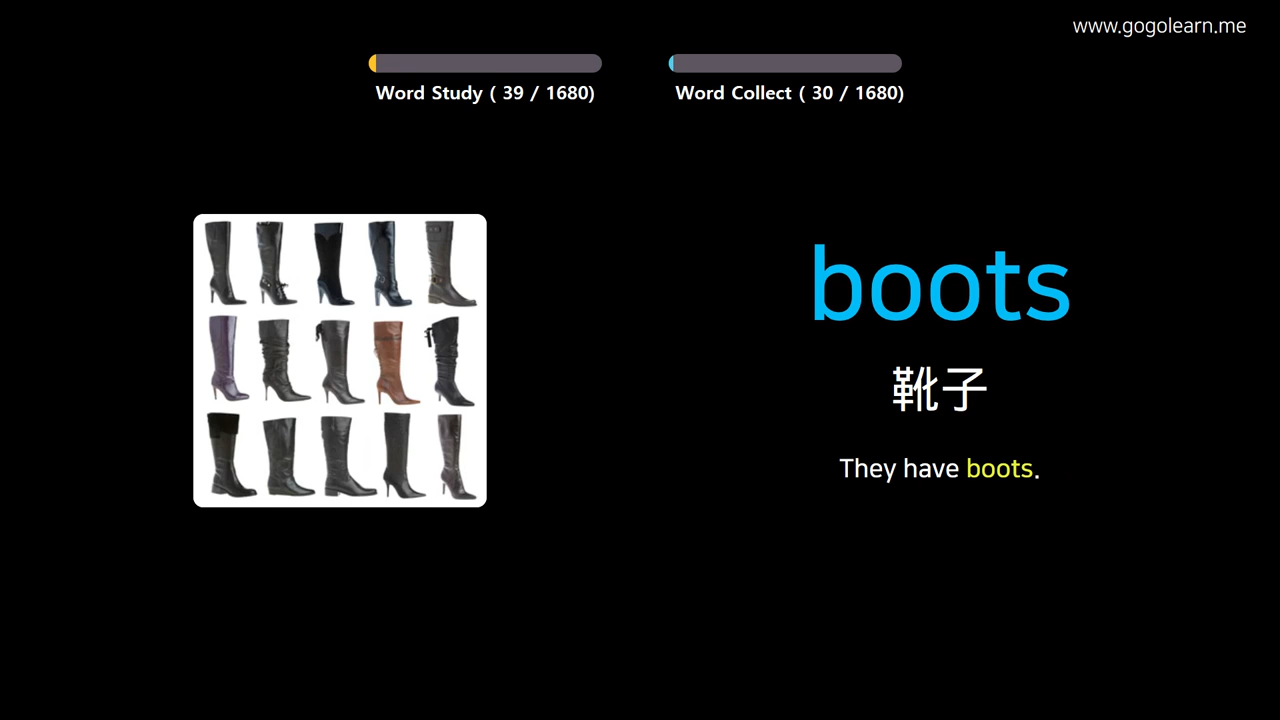 www.gogolearn.me
Word Study ( 39 / 1680)
Word Collect ( 30 / 1680)
boots
靴子
They have boots.